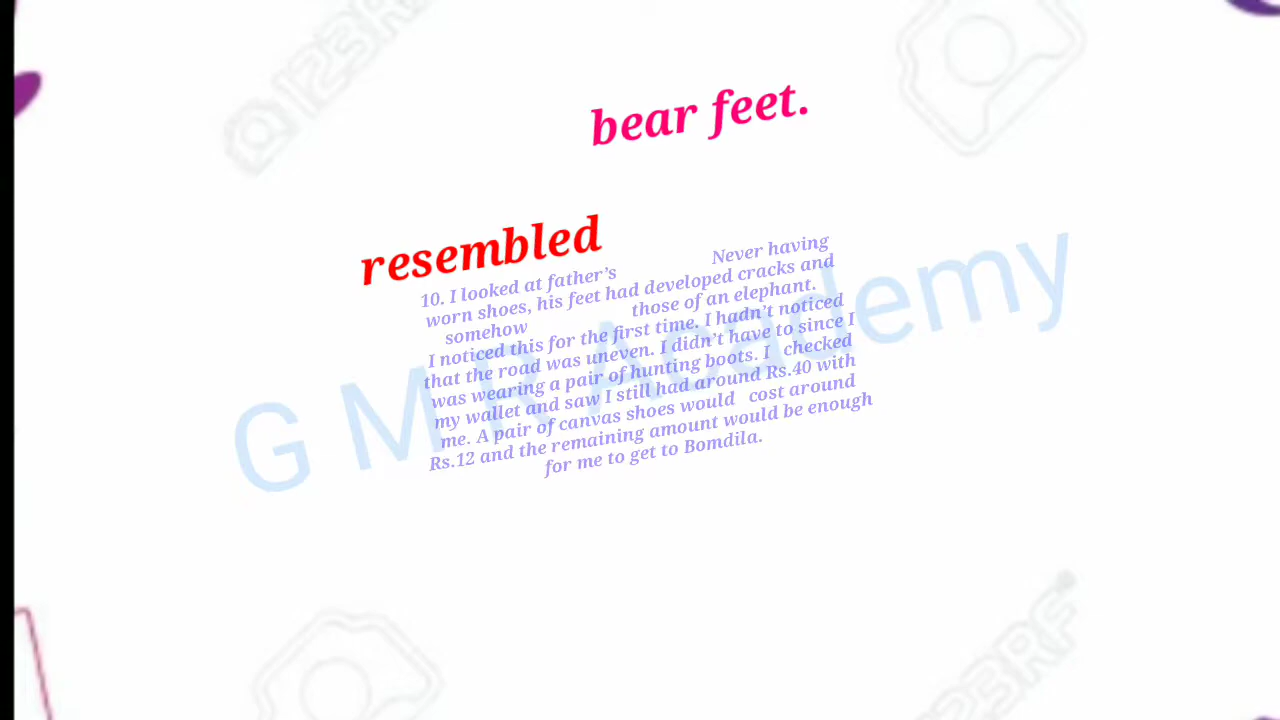 bear feet.
resembled
10. I looked at father’s Never having
worn shoes, his feet had developed cracks and
somehow those of an elephant.
I noticed this for the first time. I hadn’t noticed
that the road was uneven. I didn’t have to since I
was wearing a pair of hunting boots. I checked
my wallet and saw I still had around Rs.40 with
me. A pair of canvas shoes would cost around
Rs.12 and the remaining amount would be enough
for me to get to Bomdila.
G M R Academy
123RF
123RF